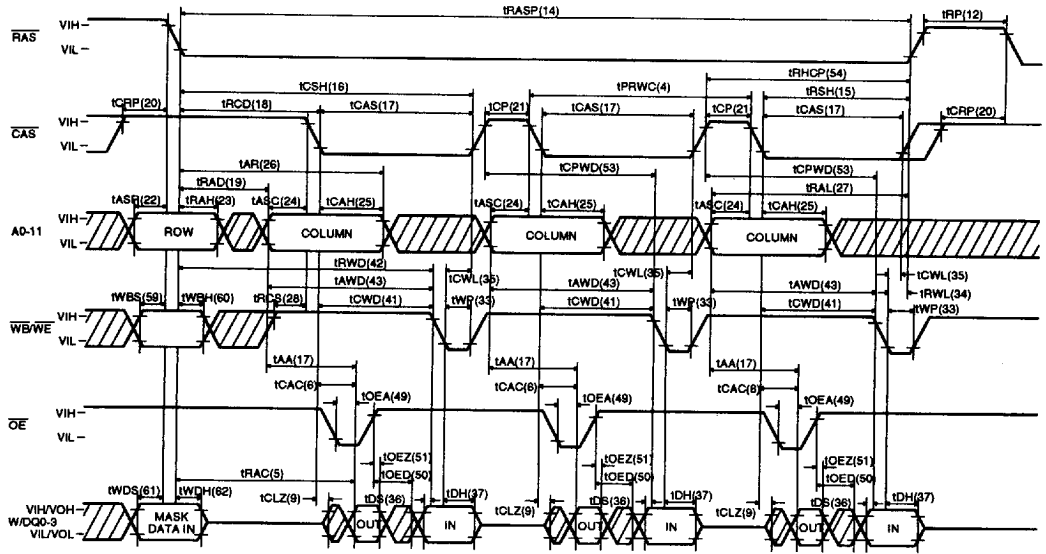 tRASP(14)
tRP(12)
RAS
VIH
VIL
tRHCP(54)
tCSH(16)
tPRWC(4)
tRSH(15)
tCRP(20)
tRCD(18)
tCAS(17)
tCP(21)
tCAS(17)
tCP(21)
tCAS(17)
tCRP(20)
CAS
VIH
VIL
tAR(26)
tCPWD(53)
tCPWD(53)
tRAD(19)
tRAL(27)
tASR(22)
tRAH(23)
tASC(24)
tCAH(25)
tASC(24)
tCAH(25)
tASC(24)
tCAH(25)
A0-11
VIH
VIL
ROW
COLUMN
COLUMN
COLUMN
tRWD(42)
tCWL(35)
tCWL(35)
tCWL(35)
tAWD(43)
tAWD(43)
tAWD(43)
tRWL(34)
tWBS(59)
tWBH(60)
tRCS(28)
tCWD(41)
tWP(33)
tCWD(41)
tWP(33)
tCWD(41)
tWP(33)
WB/WE
VIH
VIL
tAA(17)
tAA(17)
tAA(17)
tCAC(6)
tOEA(49)
tCAC(6)
tOEA(49)
tCAC(6)
tOEA(49)
OE
VIH
VIL
tOEZ(51)
tOEZ(51)
tOEZ(51)
tRAC(5)
tOED(50)
tOED(50)
tOED(50)
tWDS(61)
tWDH(62)
tCLZ(9)
tDS(36)
tDH(37)
tCLZ(9)
tDS(36)
tDH(37)
tCLZ(9)
tDS(36)
tDH(37)
VIH/VOH
W/DQ0-3
VIL/VOL
MASK
DATA IN
OUT
IN
OUT
IN
OUT
IN